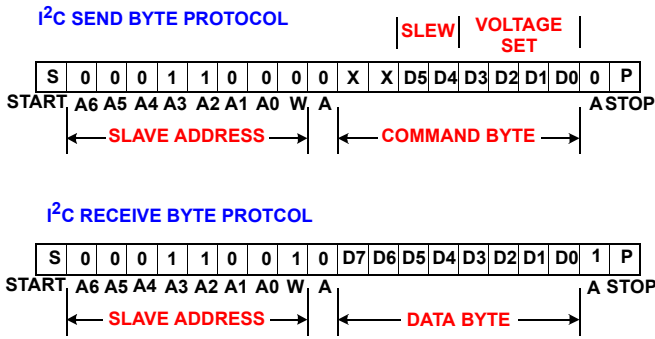 I²C SEND BYTE PROTOCOL
SLEW VOLTAGE
SET
S 0 0 0 1 1 0 0 0 0 X X D5 D4 D3 D2 D1 D0 0 P
START A6 A5 A4 A3 A2 A1 A0 W A A STOP
SLAVE ADDRESS COMMAND BYTE
I²C RECEIVE BYTE PROTCOL
S 0 0 0 1 1 0 0 1 0 D7 D6 D5 D4 D3 D2 D1 D0 1 P
START A6 A5 A4 A3 A2 A1 A0 W A A STOP
SLAVE ADDRESS DATA BYTE